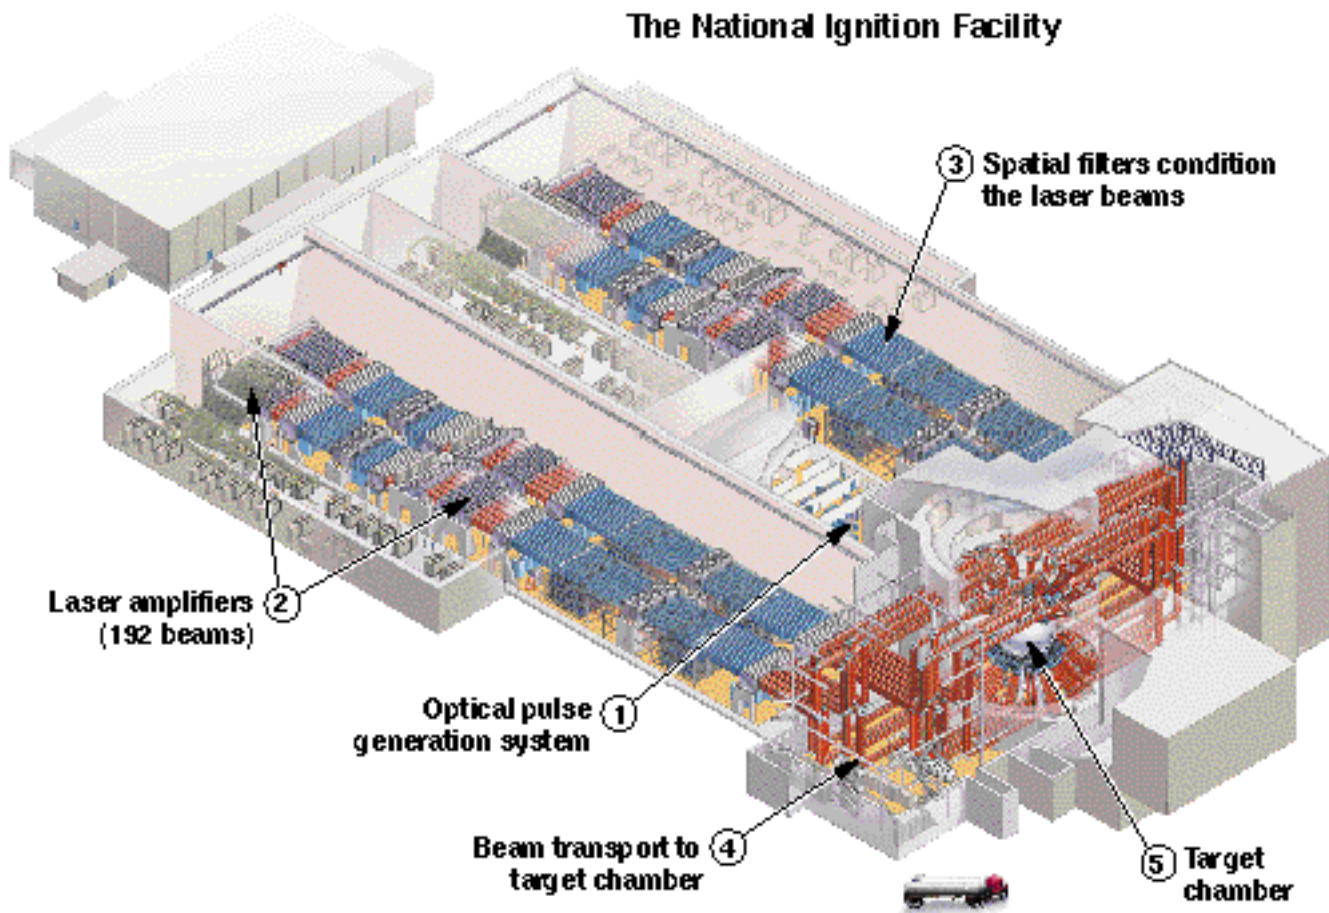 The National Ignition Facility
3 Spatial filters condition
the laser beams
Laser amplifiers 2
(192 beams)
Optical pulse 1
generation system
Beam transport to 4
target chamber
5 Target
chamber